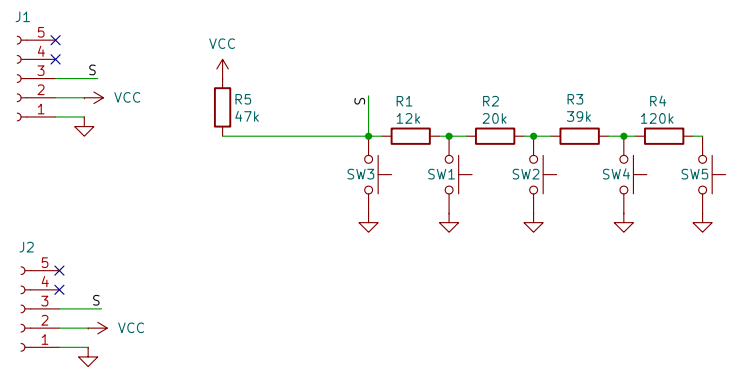 J1
5
4
3 S
2 VCC
1
VCC
R5
47k
S
R1
12k
R2
20k
R3
39k
R4
120k
SW3 SW1 SW2 SW4 SW5
J2
5
4
3 S
2 VCC
1